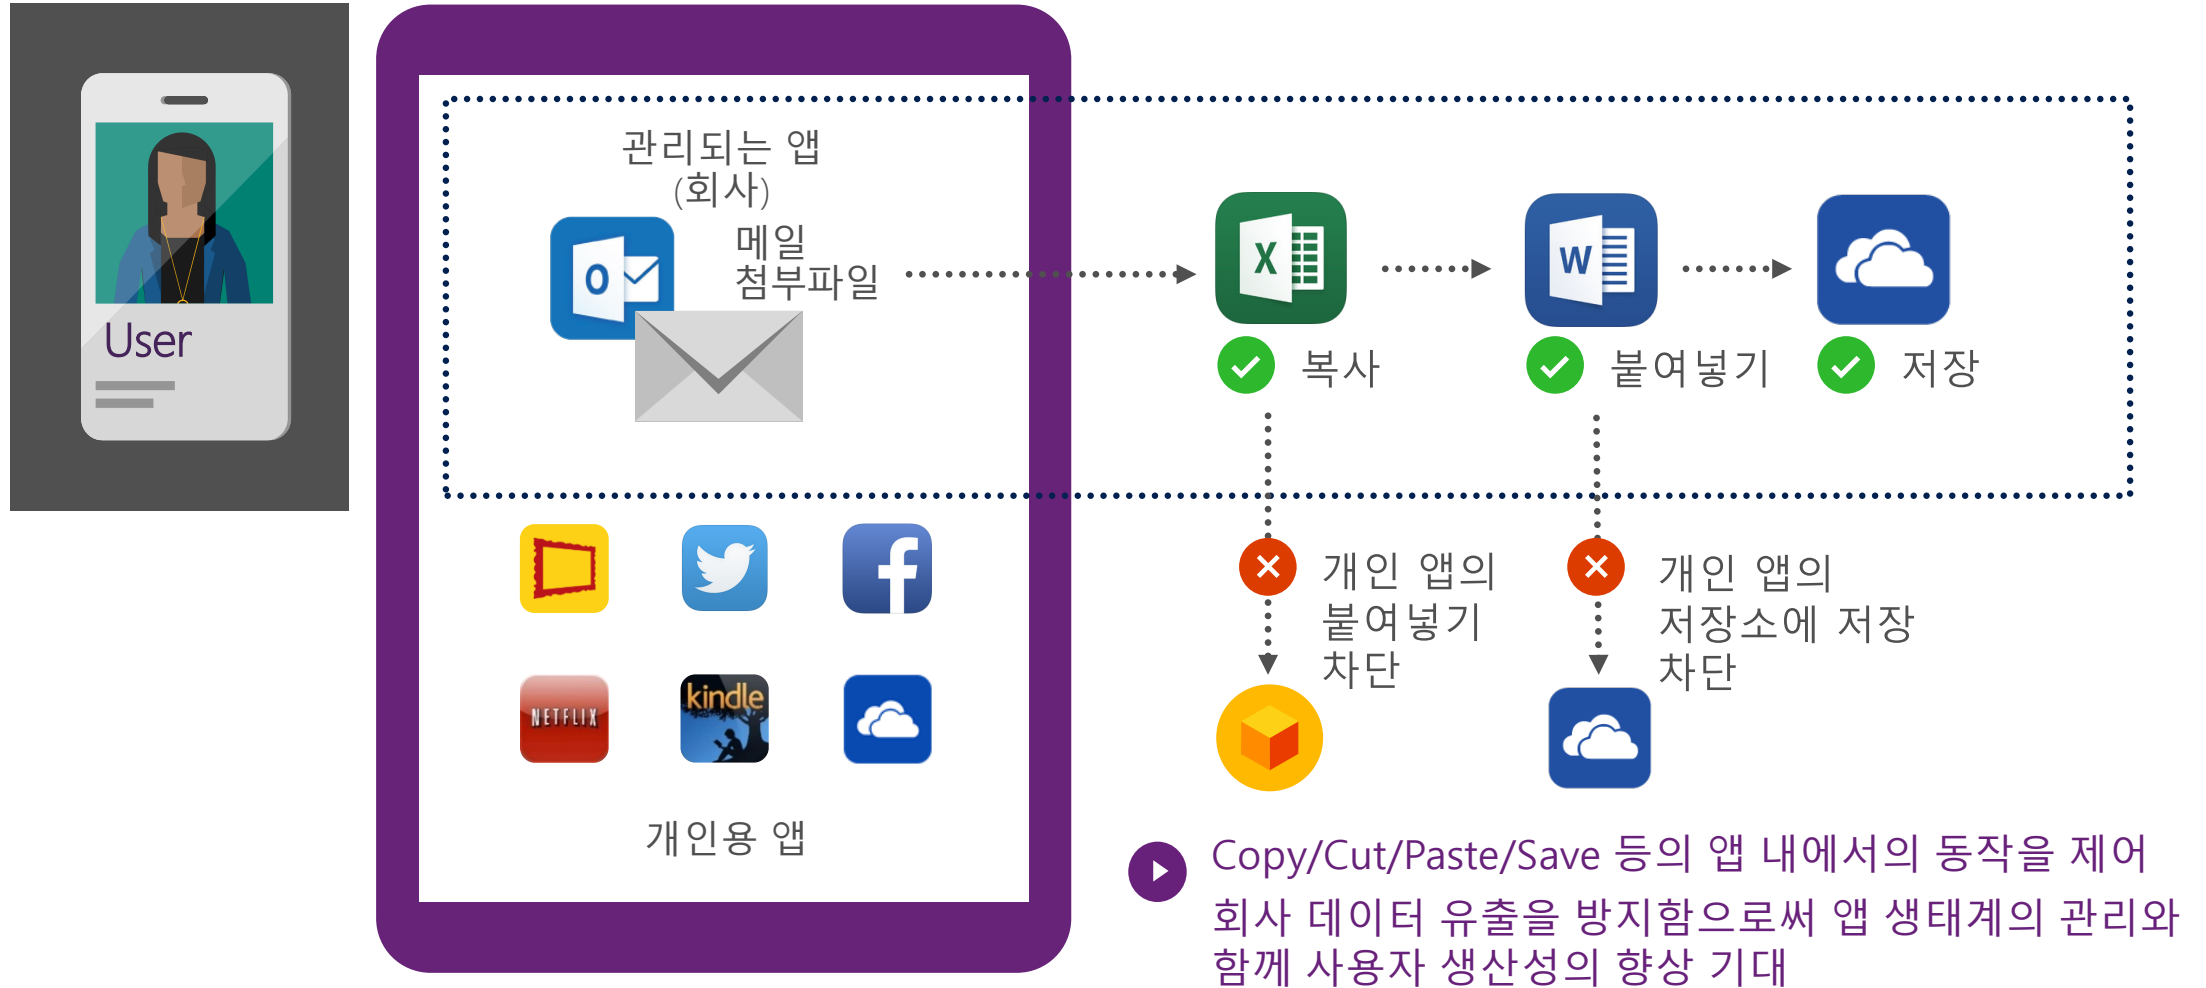 User
관리되는 앱
(회사)
메일
첨부파일
O
X
W
복사
붙여넣기
저장
NETFLIX
kindle
개인용 앱
개인 앱의
붙여넣기
차단
개인 앱의
저장소에 저장
차단
Copy/Cut/Paste/Save 등의 앱 내에서의 동작을 제어
회사 데이터 유출을 방지함으로써 앱 생태계의 관리와
함께 사용자 생산성의 향상 기대